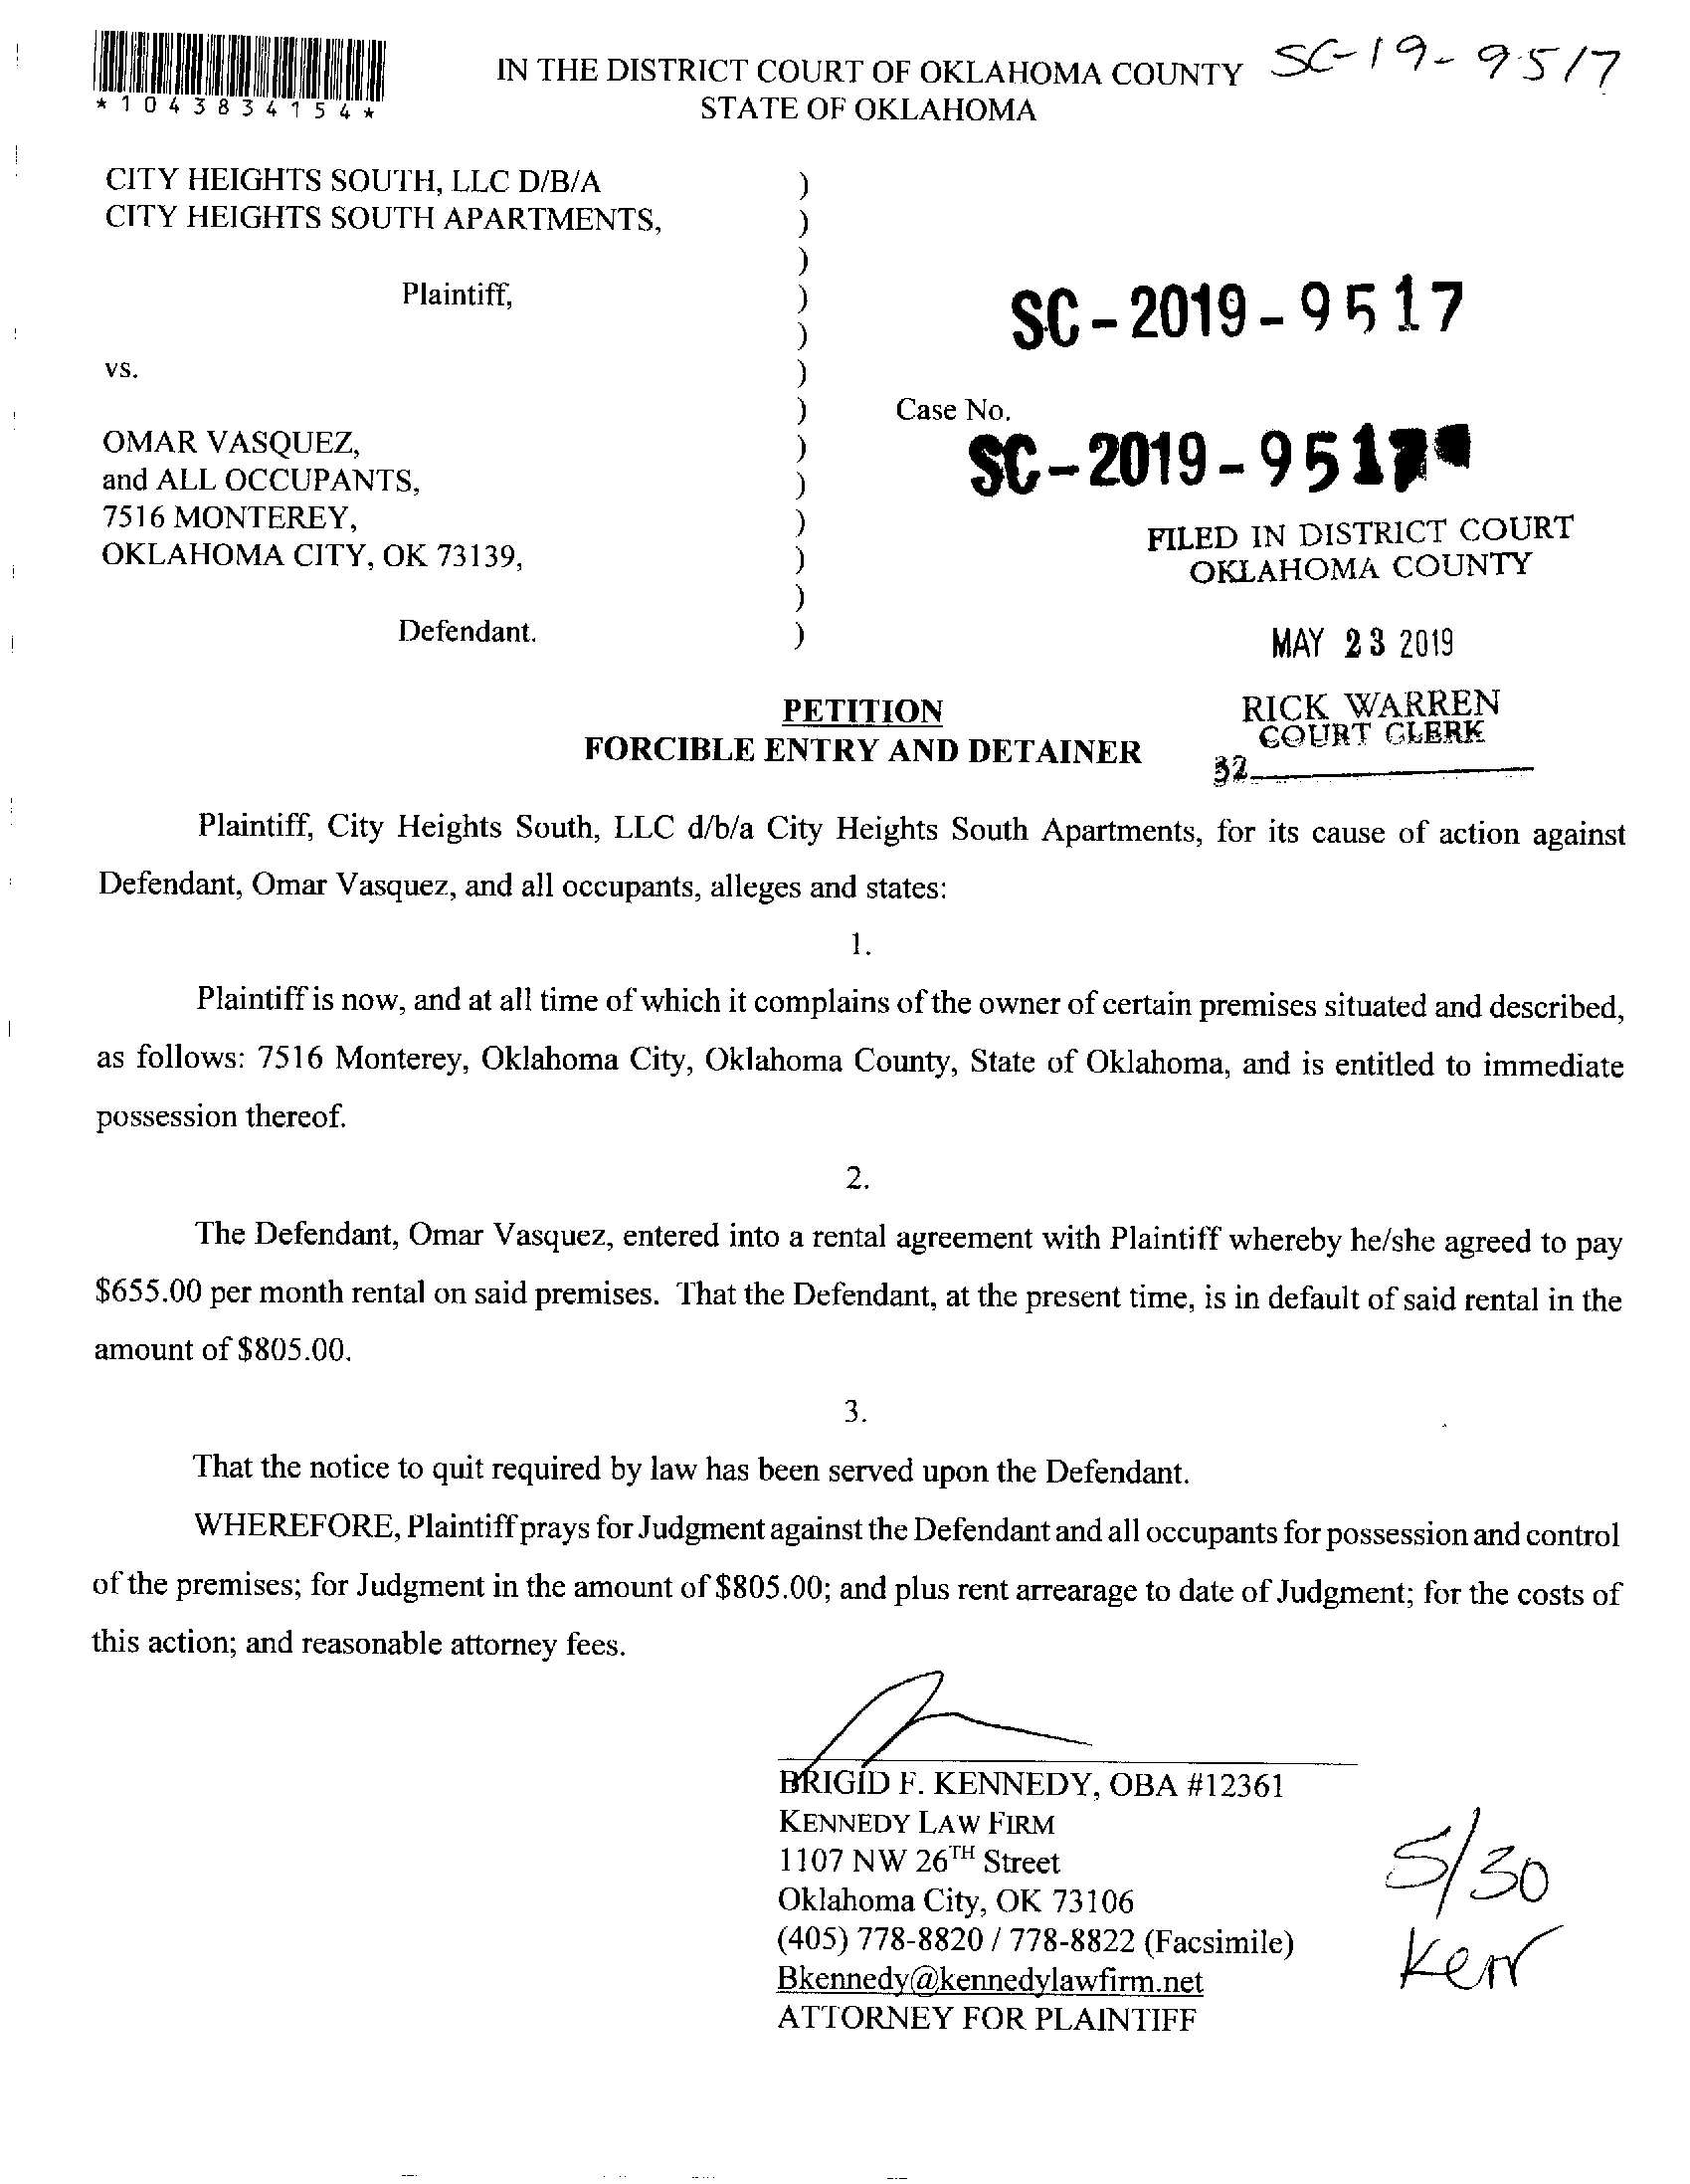 IN THE DISTRICT COURT OF OKLAHOMA COUNTY SC-19-9517
STATE OF OKLAHOMA
*1043834154*
CITY HEIGHTS SOUTH, LLC D/B/A )
CITY HEIGHTS SOUTH APARTMENTS, )
)
Plaintiff, )
SC-2019-9517
)
vs. )
) Case No.
OMAR VASQUEZ, )
SC-2019-9517
and ALL OCCUPANTS, )
7516 MONTEREY, )
FILED IN DISTRICT COURT
OKLAHOMA CITY, OK 73139, )
OKLAHOMA COUNTY
)
Defendant. )
MAY 23 2019
PETITION
RICK WARREN
FORCIBLE ENTRY AND DETAINER
COURT CLERK
32
Plaintiff, City Heights South, LLC d/b/a City Heights South Apartments, for its cause of action against
Defendant, Omar Vasquez, and all occupants, alleges and states:
1.
Plaintiff is now, and at all time of which it complains of the owner of certain premises situated and described,
as follows: 7516 Monterey, Oklahoma City, Oklahoma County, State of Oklahoma, and is entitled to immediate
possession thereof.
2.
The Defendant, Omar Vasquez, entered into a rental agreement with Plaintiff whereby he/she agreed to pay
$655.00 per month rental on said premises. That the Defendant, at the present time, is in default of said rental in the
amount of $805.00.
3.
That the notice to quit required by law has been served upon the Defendant.
WHEREFORE, Plaintiff prays for Judgment against the Defendant and all occupants for possession and control
of the premises; for Judgment in the amount of $805.00; and plus rent arrearage to date of Judgment; for the costs of
this action; and reasonable attorney fees.
BRIGID F. KENNEDY, OBA #12361
KENNEDY LAW FIRM
1107 NW 26TH Street
Oklahoma City, OK 73106
(405) 778-8820 / 778-8822 (Facsimile)
Bkennedy@kennedylawfirm.net
ATTORNEY FOR PLAINTIFF
5/30
Kerr